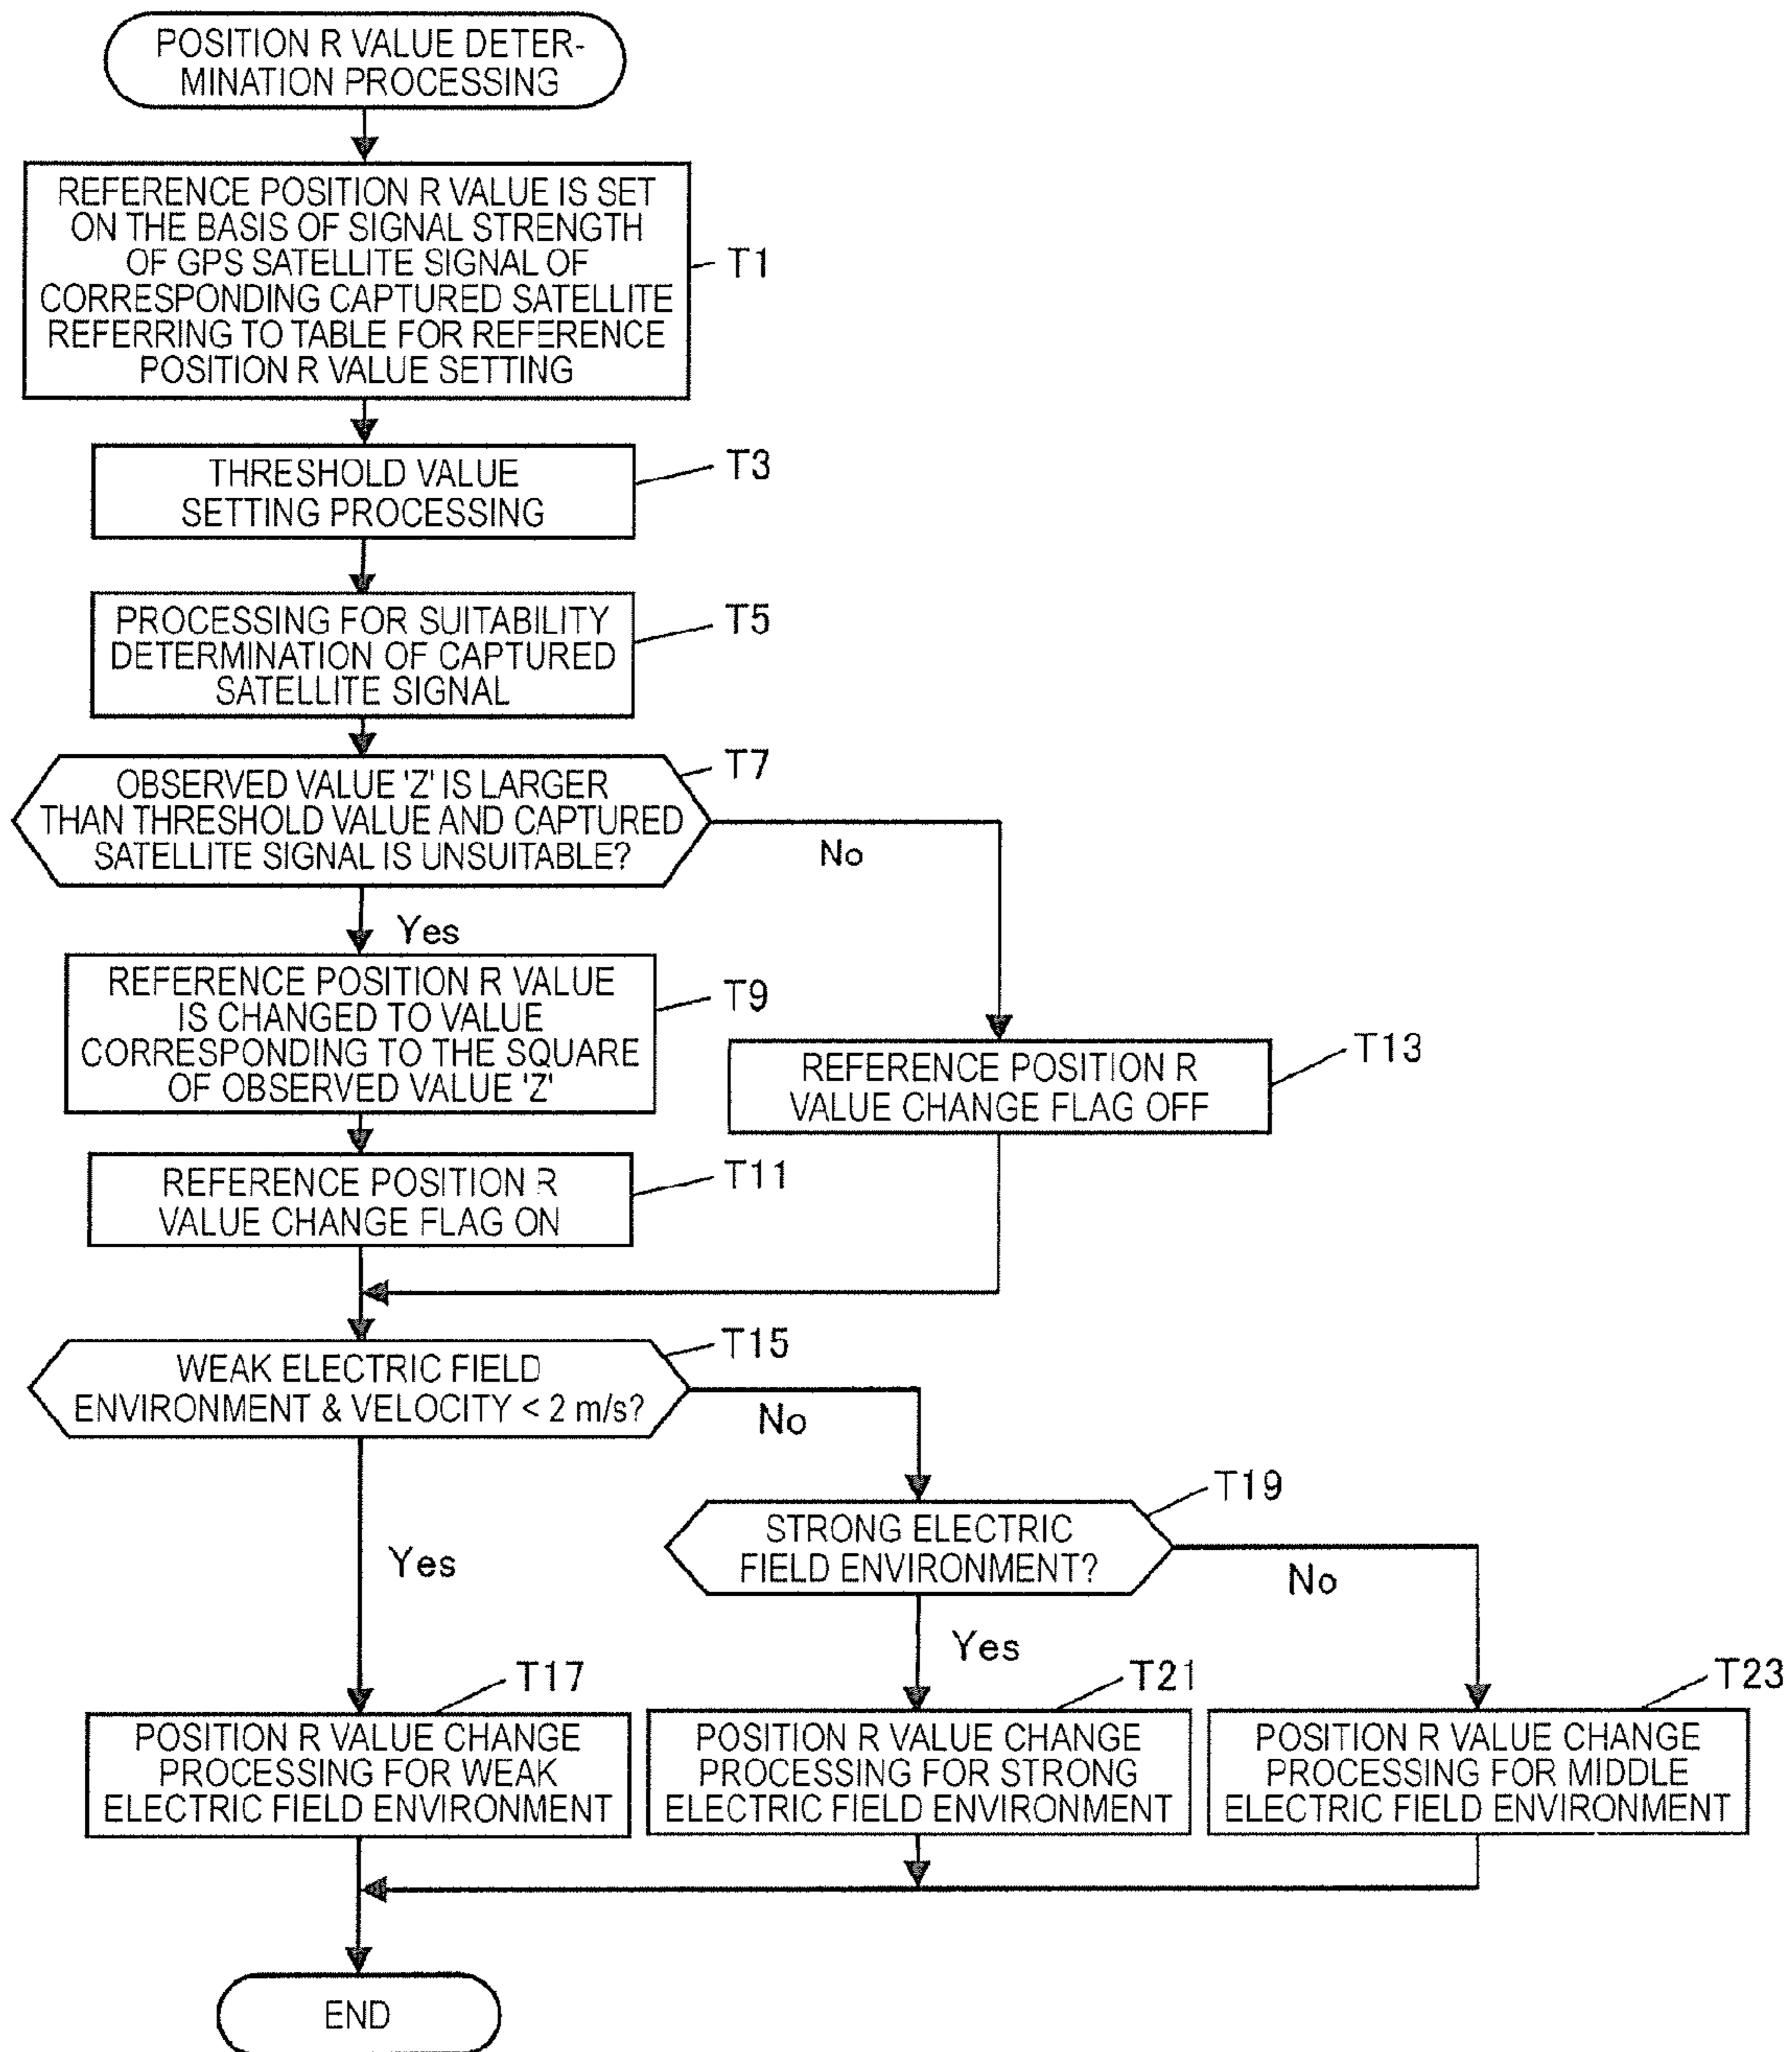 POSITION R VALUE DETER-
MINATION PROCESSING
REFERENCE POSITION R VALUE IS SET
ON THE BASIS OF SIGNAL STRENGTH
OF GPS SATELLITE SIGNAL OF
CORRESPONDING CAPTURED SATELLITE
REFERRING TO TABLE FOR REFERENCE
POSITION R VALUE SETTING
T1
THRESHOLD VALUE
SETTING PROCESSING
T3
PROCESSING FOR SUITABILITY
DETERMINATION OF CAPTURED
SATELLITE SIGNAL
T5
OBSERVED VALUE 'Z' IS LARGER
THAN THRESHOLD VALUE AND CAPTURED
SATELLITE SIGNAL IS UNSUITABLE?
T7
No
Yes
REFERENCE POSITION R VALUE
IS CHANGED TO VALUE
CORRESPONDING TO THE SQUARE
OF OBSERVED VALUE 'Z'
T9
REFERENCE POSITION R
VALUE CHANGE FLAG OFF
T13
REFERENCE POSITION R
VALUE CHANGE FLAG ON
T11
WEAK ELECTRIC FIELD
ENVIRONMENT & VELOCITY < 2 m/s?
T15
No
Yes
STRONG ELECTRIC
FIELD ENVIRONMENT?
T19
No
Yes
POSITION R VALUE CHANGE
PROCESSING FOR WEAK
ELECTRIC FIELD ENVIRONMENT
T17
POSITION R VALUE CHANGE
PROCESSING FOR STRONG
ELECTRIC FIELD ENVIRONMENT
T21
POSITION R VALUE CHANGE
PROCESSING FOR MIDDLE
ELECTRIC FIELD ENVIRONMENT
T23
END